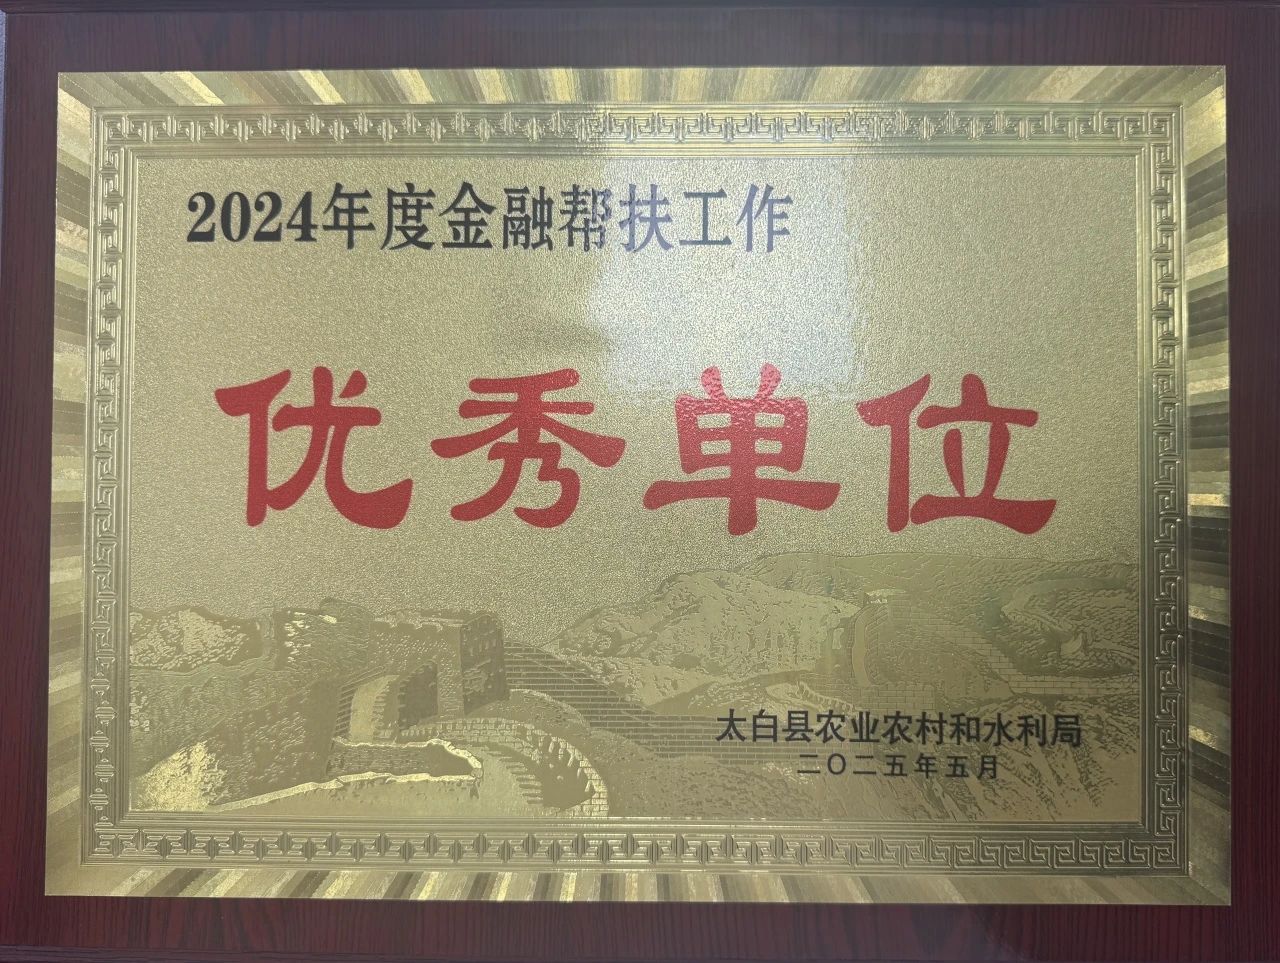 2024年度金融帮扶工作
优秀单位
太白县农业农村和水利局
二〇二五年五月